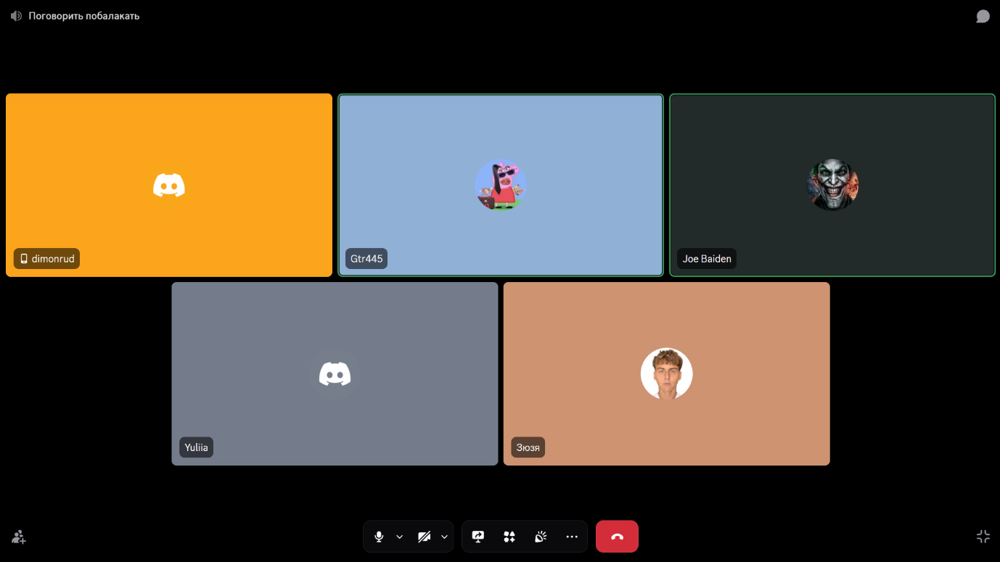 Поговорить побалакать
dimonrud
Gtr445
Joe Baiden
Yuliia
Зюзя